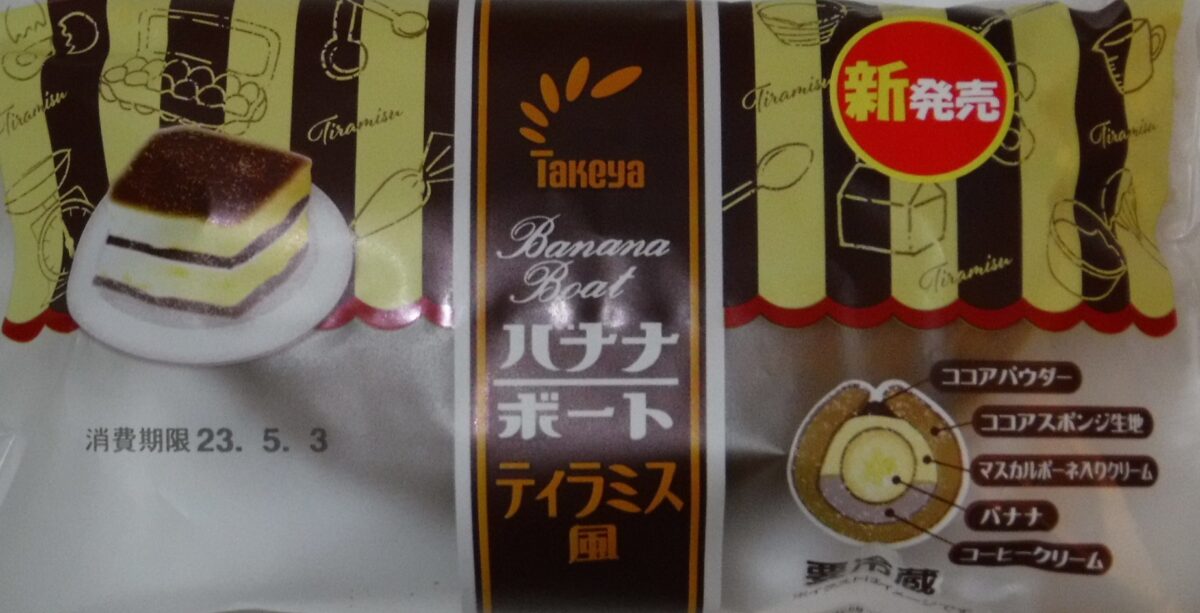 Tiramisu
Tiramisu
Takeya
Banana
Boat
バナナ
ボート
ティラミス
風
Tiramisu
Tiramisu
Tiramisu
新発売
消費期限 23. 5. 3
ココアパウダー
ココアスポンジ生地
マスカルポーネ入りクリーム
バナナ
コーヒークリーム
要冷蔵